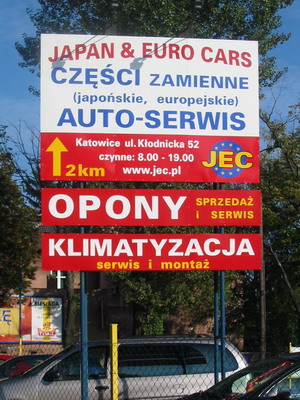 JAPAN & EURO CARS
CZĘŚCI ZAMIENNE
(japońskie, europejskie)
AUTO-SERWIS
Katowice ul.Kłodnicka 52
czynne: 8.00 - 19.00
www.jec.pl
2km
JEC
OPONY
SPRZEDAŻ
i SERWIS
KLIMATYZACJA
serwis i montaż